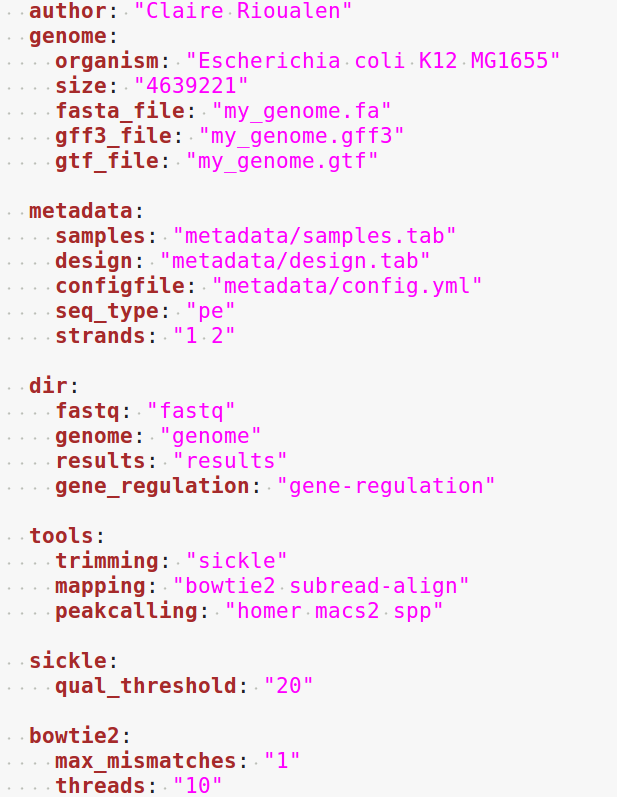 author: "Claire Rioualen"
genome:
organism: "Escherichia coli K12 MG1655"
size: "4639221"
fasta_file: "my_genome.fa"
gff3_file: "my_genome.gff3"
gtf_file: "my_genome.gtf"
metadata:
samples: "metadata/samples.tab"
design: "metadata/design.tab"
configfile: "metadata/config.yml"
seq_type: "pe"
strands: "1 2"
dir:
fastq: "fastq"
genome: "genome"
results: "results"
gene_regulation: "gene-regulation"
tools:
trimming: "sickle"
mapping: "bowtie2 subread-align"
peakcalling: "homer macs2 spp"
sickle:
qual_threshold: "20"
bowtie2:
max_mismatches: "1"
threads: "10"